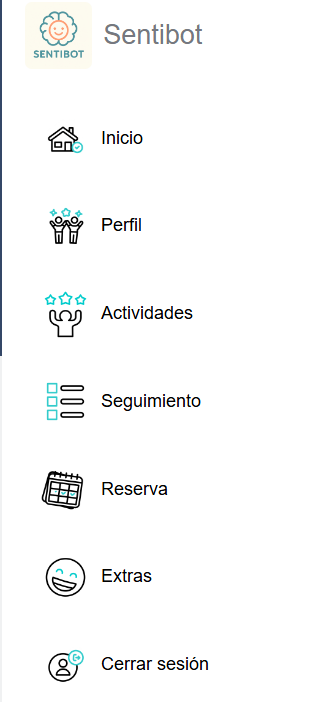 SENTIBOT
Sentibot
Inicio
Perfil
Actividades
Seguimiento
Reserva
Extras
Cerrar sesión